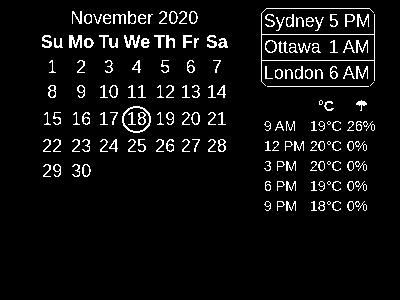 November 2020
Su Mo Tu We Th Fr Sa
1 2 3 4 5 6 7
8 9 10 11 12 13 14
15 16 17 18 19 20 21
22 23 24 25 26 27 28
29 30
Sydney 5 PM
Ottawa 1 AM
London 6 AM
°C ☂
9 AM 19°C 26%
12 PM 20°C 0%
3 PM 20°C 0%
6 PM 19°C 0%
9 PM 18°C 0%